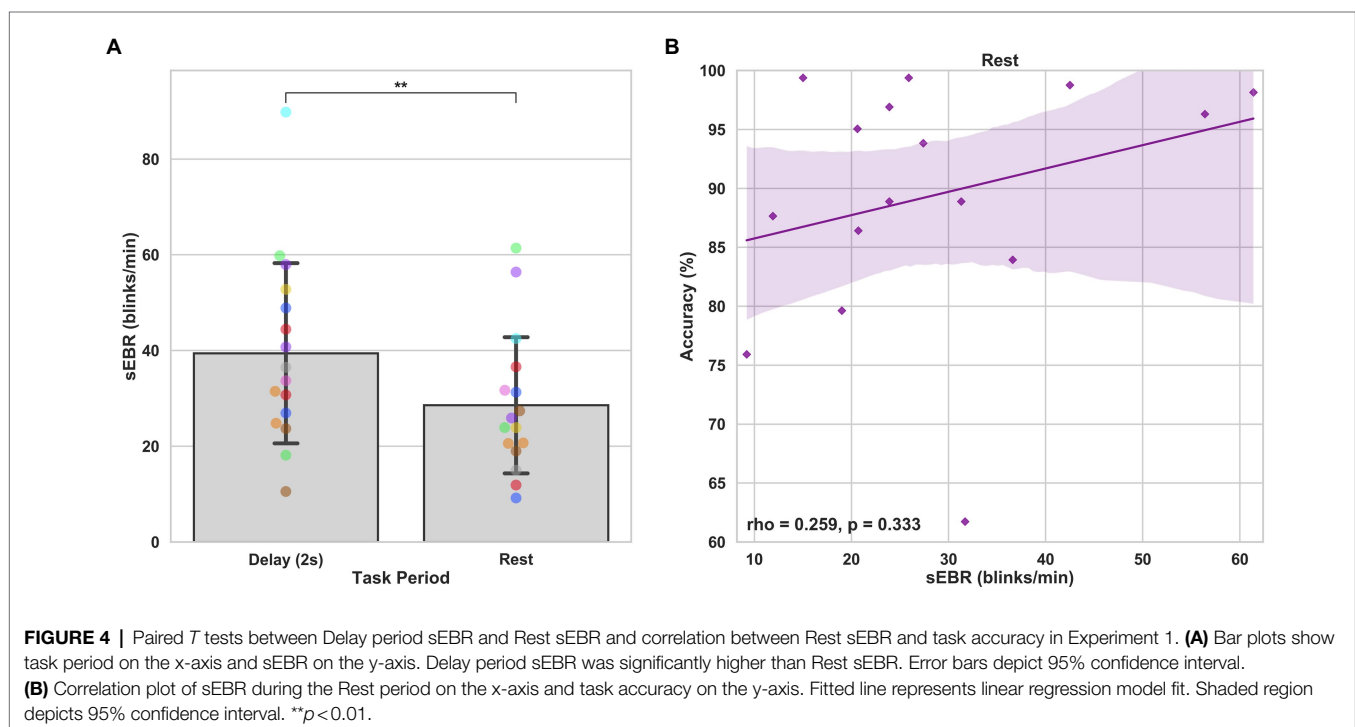 A
**
80
60
40
20
0
sEBR (blinks/min)
Delay (2s)
Rest
Task Period
B
Rest
100
95
90
85
80
75
70
65
60
Accuracy (%)
rho = 0.259, p = 0.333
10
20
30
40
50
60
sEBR (blinks/min)
FIGURE 4 | Paired T tests between Delay period sEBR and Rest sEBR and correlation between Rest sEBR and task accuracy in Experiment 1. (A) Bar plots show
task period on the x-axis and sEBR on the y-axis. Delay period sEBR was significantly higher than Rest sEBR. Error bars depict 95% confidence interval.
(B) Correlation plot of sEBR during the Rest period on the x-axis and task accuracy on the y-axis. Fitted line represents linear regression model fit. Shaded region
depicts 95% confidence interval. **p<0.01.